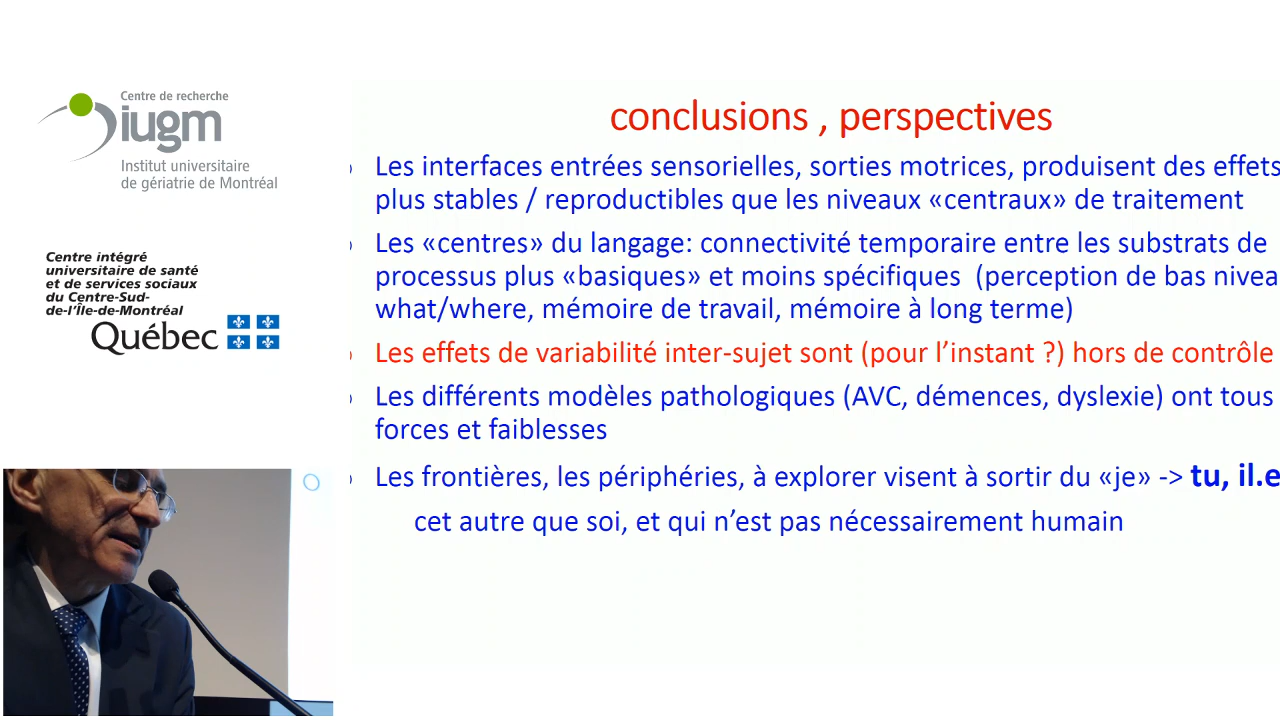 Centre de recherche
iugm
Institut universitaire
de gériatrie de Montréal
Centre intégré
universitaire de santé
et de services sociaux
du Centre-Sud-
de-l'Île-de-Montréal
Québec
conclusions , perspectives
Les interfaces entrées sensorielles, sorties motrices, produisent des effets
plus stables / reproductibles que les niveaux «centraux» de traitement
Les «centres» du langage: connectivité temporaire entre les substrats de
processus plus «basiques» et moins spécifiques (perception de bas nivea
what/where, mémoire de travail, mémoire à long terme)
Les effets de variabilité inter-sujet sont (pour l'instant ?) hors de contrôle
Les différents modèles pathologiques (AVC, démences, dyslexie) ont tous
forces et faiblesses
Les frontières, les périphéries, à explorer visent à sortir du «je» -> tu, il.e
cet autre que soi, et qui n'est pas nécessairement humain